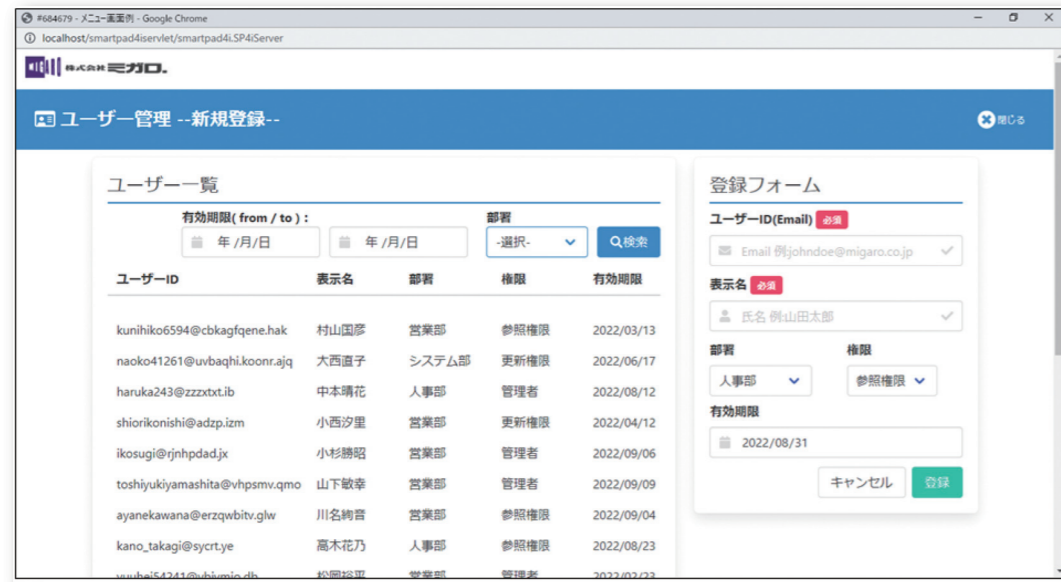 #684679 - メニュー画面例 - Google Chrome
localhost/smartpad4iservlet/smartpad4i.SP4iServer
株式会社ミガロ.
ユーザー管理 --新規登録--
閉じる
ユーザー一覧
有効期限( from / to ) : 部署
年 /月/日 年 /月/日 -選択- 検索
ユーザーID 表示名 部署 権限 有効期限
kunihiko6594@cbkagfqene.hak 村山国彦 営業部 参照権限 2022/03/13
naoko41261@uvbaqhi.koonr.ajq 大西直子 システム部 更新権限 2022/06/17
haruka243@zzzxtxt.ib 中本晴花 人事部 管理者 2022/08/12
shiorikonishi@adzp.izm 小西汐里 営業部 更新権限 2022/04/12
ikosugi@rjnhpdad.jx 小杉勝昭 営業部 管理者 2022/09/06
toshiyukiyamashita@vhpsmv.qmo 山下敏幸 営業部 管理者 2022/09/09
ayanekawana@erzqwbitv.glw 川名絢音 営業部 参照権限 2022/09/04
kano_takagi@sycrt.ye 高木花乃 人事部 参照権限 2022/08/23
松岡裕平 営業部 管理者 2022/02/23
登録フォーム
ユーザーID(Email) 必須
Email 例:johndoe@migaro.co.jp
表示名 必須
氏名 例:山田太郎
部署 権限
人事部 参照権限
有効期限
2022/08/31
キャンセル 登録